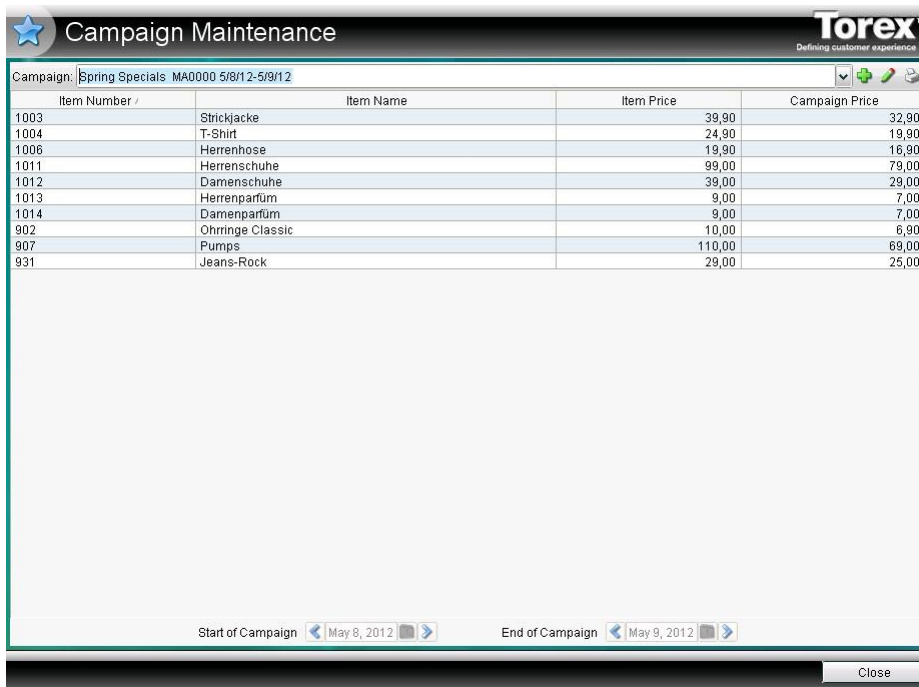 Campaign Maintenance
Torex
Defining customer experience
Campaign: Spring Specials MA0000 5/8/12-5/9/12
Item Number / Item Name Item Price Campaign Price
1003 Strickjacke 39,90 32,90
1004 T-Shirt 24,90 19,90
1006 Herrenhose 19,90 16,90
1011 Herrenschuhe 99,00 79,00
1012 Damenschuhe 39,00 29,00
1013 Herrenparfüm 9,00 7,00
1014 Damenparfüm 9,00 7,00
902 Ohrringe Classic 10,00 6,90
907 Pumps 110,00 69,00
931 Jeans-Rock 29,00 25,00
Start of Campaign May 8, 2012 End of Campaign May 9, 2012
Close